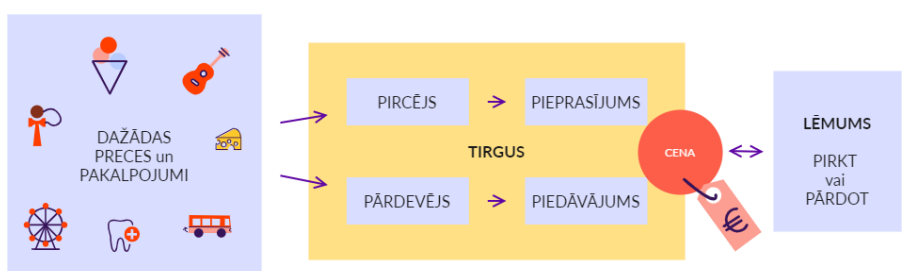 DAŽĀDAS
PRECES un
PAKALPOJUMI
PIRCĒJS
PIEPRASĪJUMS
TIRGUS
PĀRDEVĒJS
PIEDĀVĀJUMS
CENA
€
LĒMUMS
PIRKT
vai
PĀRDOT